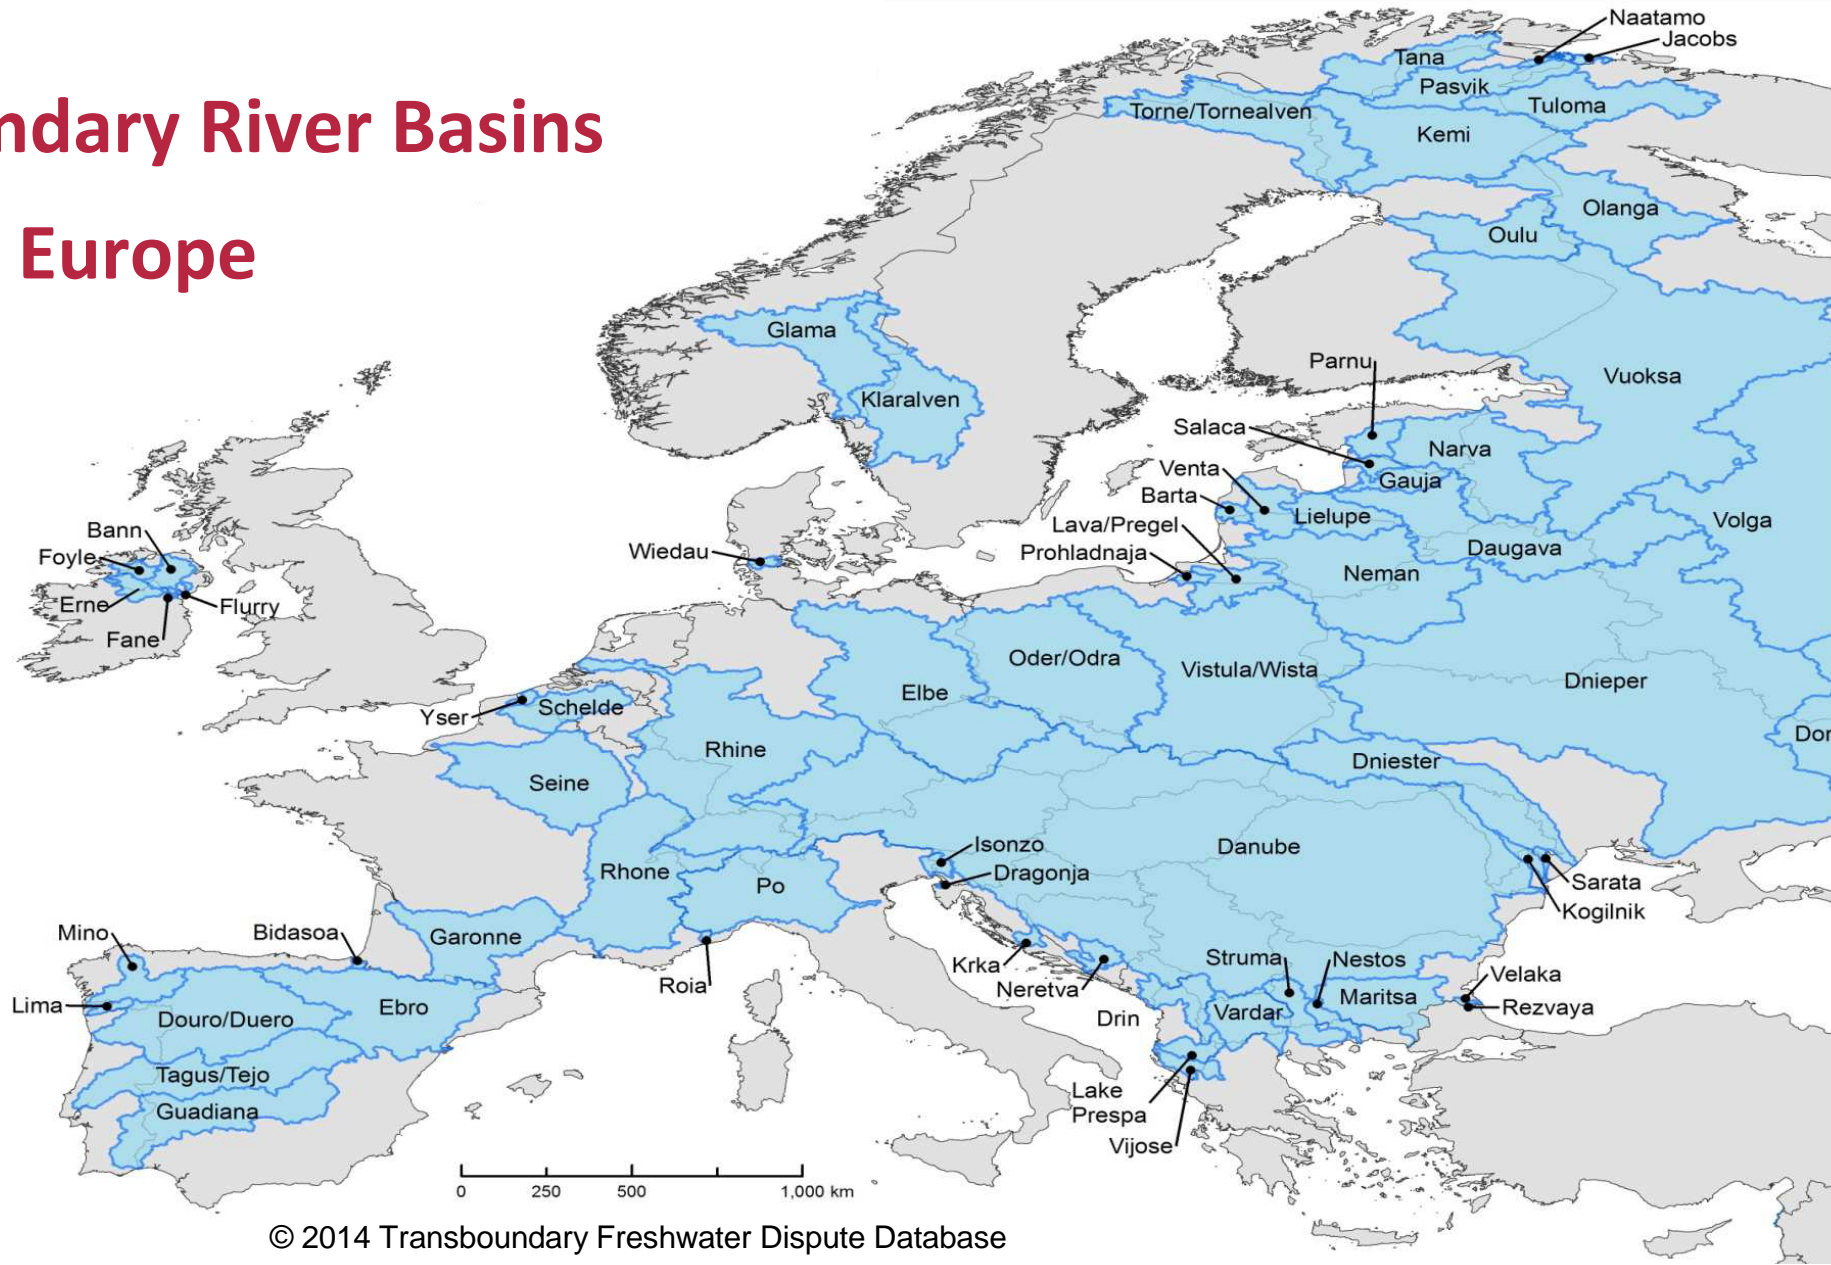 ndary River Basins
Europe
Naatamo
Jacobs
Tana
Pasvik
Tuloma
Torne/Tornealven
Kemi
Olanga
Oulu
Glama
Parnu
Vuoksa
Klaralven
Salaca
Narva
Venta
Gauja
Barta
Lielupe
Volga
Lava/Pregel
Bann
Foyle
Wiedau
Prohladnaja
Daugava
Neman
Erne
Flurry
Fane
Oder/Odra
Vistula/Wista
Dnieper
Elbe
Schelde
Yser
Rhine
Don
Dniester
Seine
Isonzo
Danube
Dragonja
Rhone
Po
Sarata
Kogilnik
Mino
Bidasoa
Garonne
Struma
Nestos
Krka
Velaka
Roia
Neretva
Maritsa
Lima
Ebro
Rezvaya
Douro/Duero
Drin
Vardar
Tagus/Tejo
Lake
Prespa
Guadiana
Vijose
0 250 500 1,000 km
© 2014 Transboundary Freshwater Dispute Database